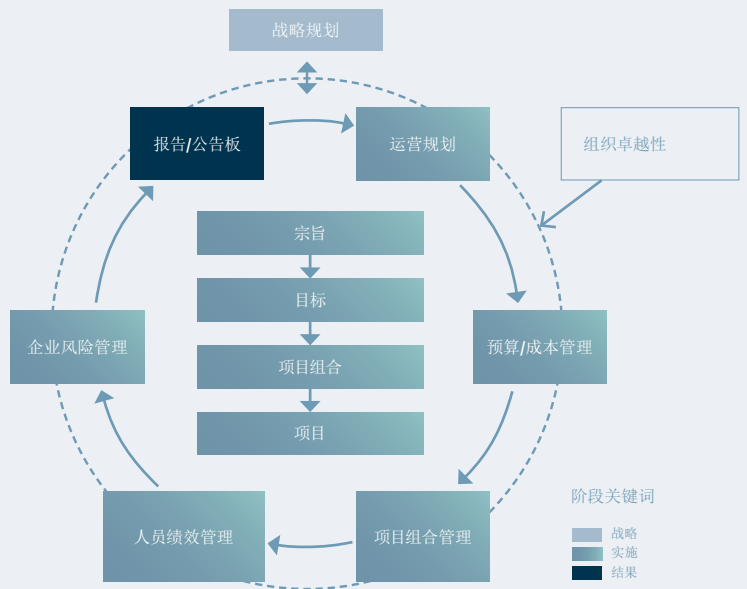 战略规划
报告/公告板
运营规划
组织卓越性
宗旨
目标
项目组合
项目
企业风险管理
预算/成本管理
人员绩效管理
项目组合管理
阶段关键词
战略
实施
结果